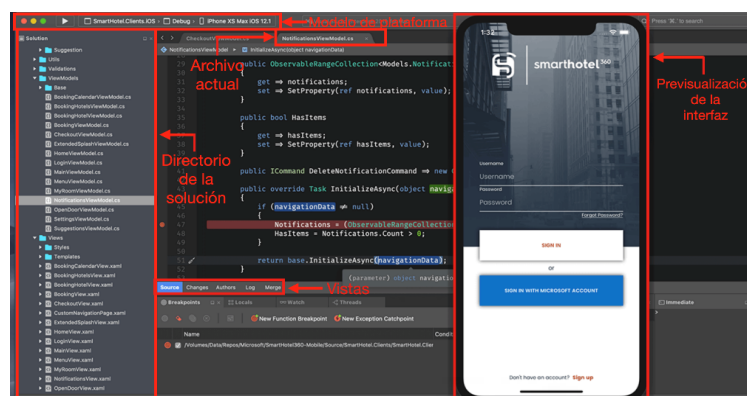 SmartHotel.Clients.iOS
Debug
iPhone XS Max iOS 12.1
Modelo de plataforma
Press '⌘.' to search
Solution
Suggestion
Utils
Validations
ViewModels
Base
BookingCalendarViewModel.cs
BookingHotelsViewModel.cs
BookingHotelViewModel.cs
BookingViewModel.cs
CheckoutViewModel.cs
ExtendedSplashViewModel.cs
HomeViewModel.cs
LoginViewModel.cs
MainViewModel.cs
MenuViewModel.cs
MyRoomViewModel.cs
NotificationsViewModel.cs
OpenDoorViewModel.cs
SettingsViewModel.cs
SuggestionsViewModel.cs
Views
Styles
Templates
BookingCalendarView.xaml
BookingHotelsView.xaml
BookingHotelView.xaml
BookingView.xaml
CheckoutView.xaml
CustomNavigationPage.xaml
ExtendedSplashView.xaml
HomeView.xaml
LoginView.xaml
MainView.xaml
MenuView.xaml
MyRoomView.xaml
NotificationsView.xaml
OpenDoorView.xaml
Directorio
de la
solución
CheckoutViewModel.cs
NotificationsViewModel.cs
NotificationsViewModel
InitializeAsync(object navigationData)
Archivo
actual
public ObservableRangeCollection<Models.Notifi
{
get ⇒ notifications;
set ⇒ SetProperty(ref notifications, value);
}
public bool HasItems
{
get ⇒ hasItems;
set ⇒ SetProperty(ref hasItems, value);
}
public ICommand DeleteNotificationCommand ⇒ new
public override Task InitializeAsync(object naviga
{
if (navigationData ≠ null)
{
Notifications = (ObservableRangeCollection
HasItems = Notifications.Count > 0;
}
return base.InitializeAsync(navigationData);
}
(parameter) object navigation
Source Changes Authors Log Merge
Vistas
Breakpoints
Locals
Watch
Threads
Immediate
New Function Breakpoint
New Exception Catchpoint
Name
Condit
/Volumes/Data/Repos/Microsoft/SmartHotel360-Mobile/Source/SmartHotel.Clients/SmartHotel.Clier
1:32
smarthotel360
Username
Username
Password
Password
Forgot Password?
SIGN IN
or
SIGN IN WITH MICROSOFT ACCOUNT
Don't have an account? Sign up
Previsualizació
de la
interfaz